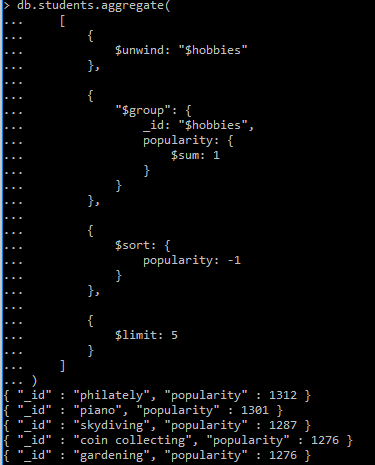 > db.students.aggregate(
...     [
...         {
...             $unwind: "$hobbies"
...         },
...
...         {
...             "$group": {
...                 _id: "$hobbies",
...                 popularity: {
...                     $sum: 1
...                 }
...             }
...         },
...
...         {
...             $sort: {
...                 popularity: -1
...             }
...         },
...
...         {
...             $limit: 5
...         }
...     ]
... )
{ "_id" : "philately", "popularity" : 1312 }
{ "_id" : "piano", "popularity" : 1301 }
{ "_id" : "skydiving", "popularity" : 1287 }
{ "_id" : "coin collecting", "popularity" : 1276 }
{ "_id" : "gardening", "popularity" : 1276 }